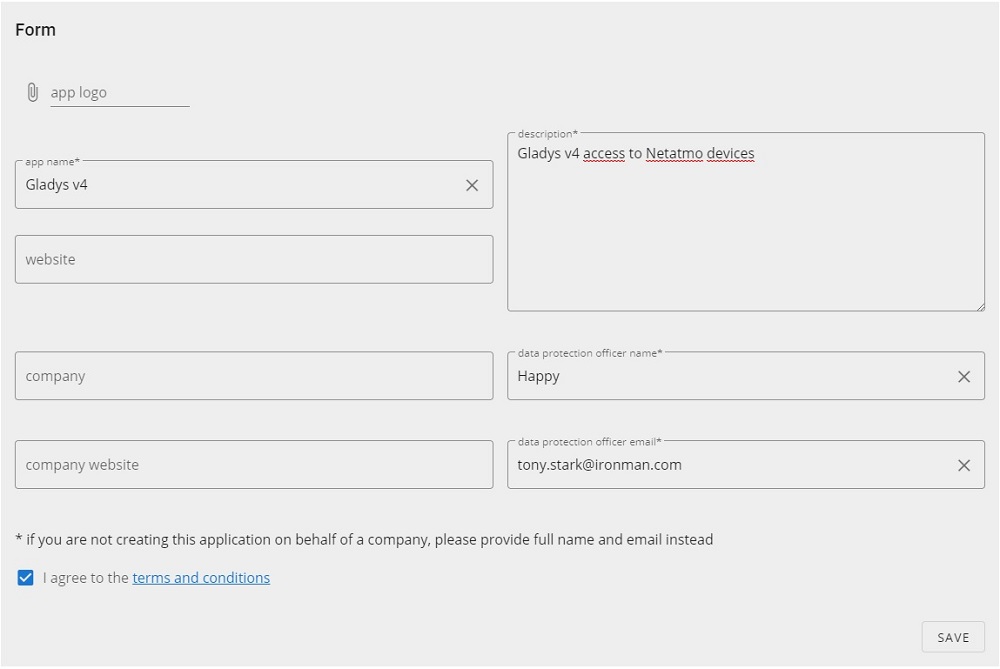 Form
app logo
app name*
Gladys v4
website
description*
Gladys v4 access to Netatmo devices
company
data protection officer name*
Happy
company website
data protection officer email*
tony.stark@ironman.com
* if you are not creating this application on behalf of a company, please provide full name and email instead
I agree to the terms and conditions
SAVE